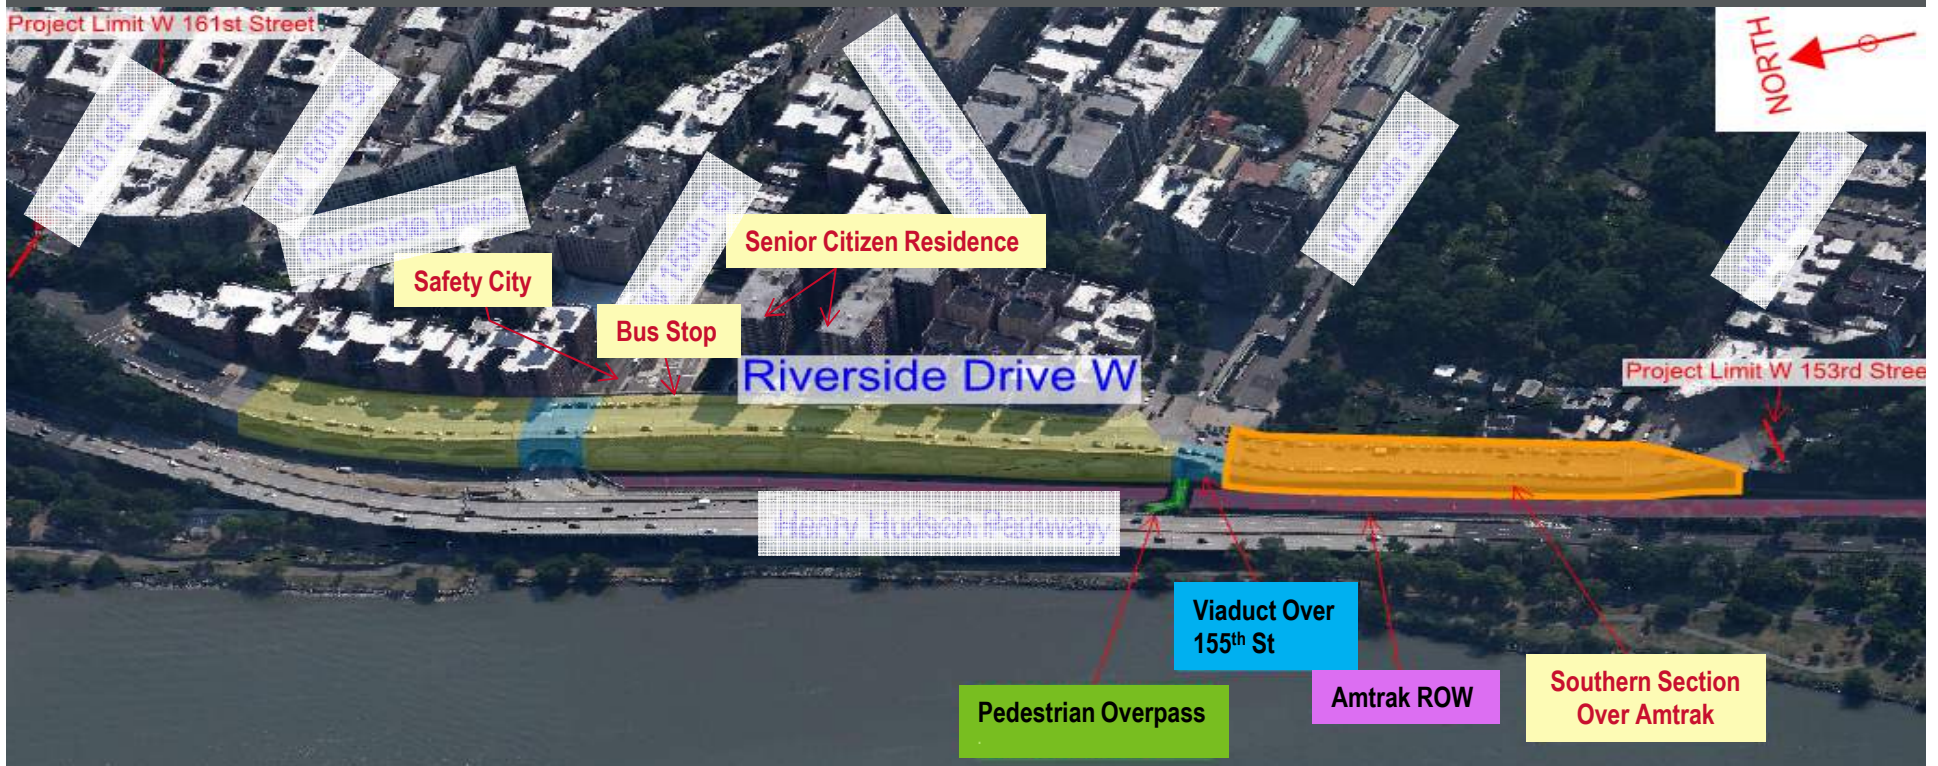 Project Limit W 161st Street
NORTH
W 161st St
W 160th St
Riverside Drive
Riverside Drive
W 158th St
W 155th St
W 153rd St
Senior Citizen Residence
Safety City
Bus Stop
Riverside Drive W
Project Limit W 153rd Stree
Henry Hudson Parkway
Viaduct Over
155th St
Pedestrian Overpass
Amtrak ROW
Southern Section
Over Amtrak